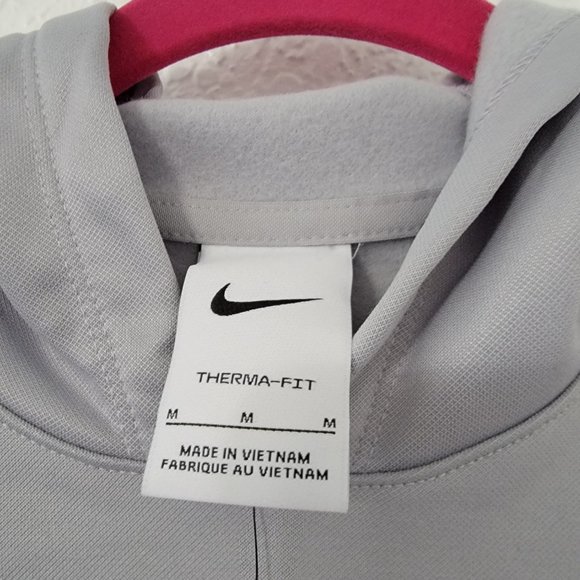 THERMA-FIT
M M M
MADE IN VIETNAM
FABRIQUE AU VIETNAM